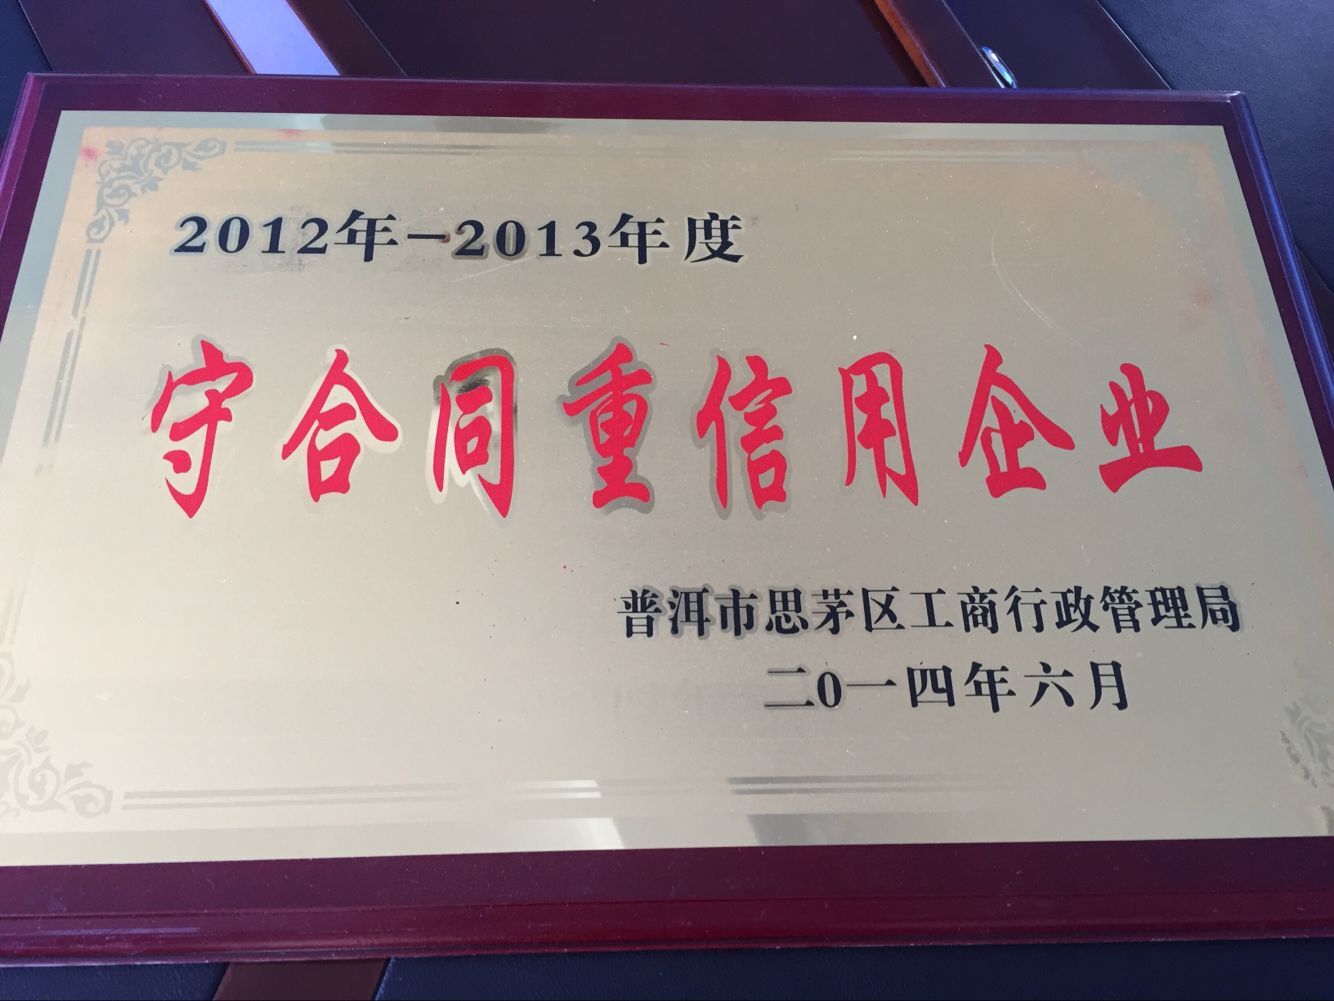 2012年-2013年度
守合同重信用企业
普洱市思茅区工商行政管理局
二0一四年六月